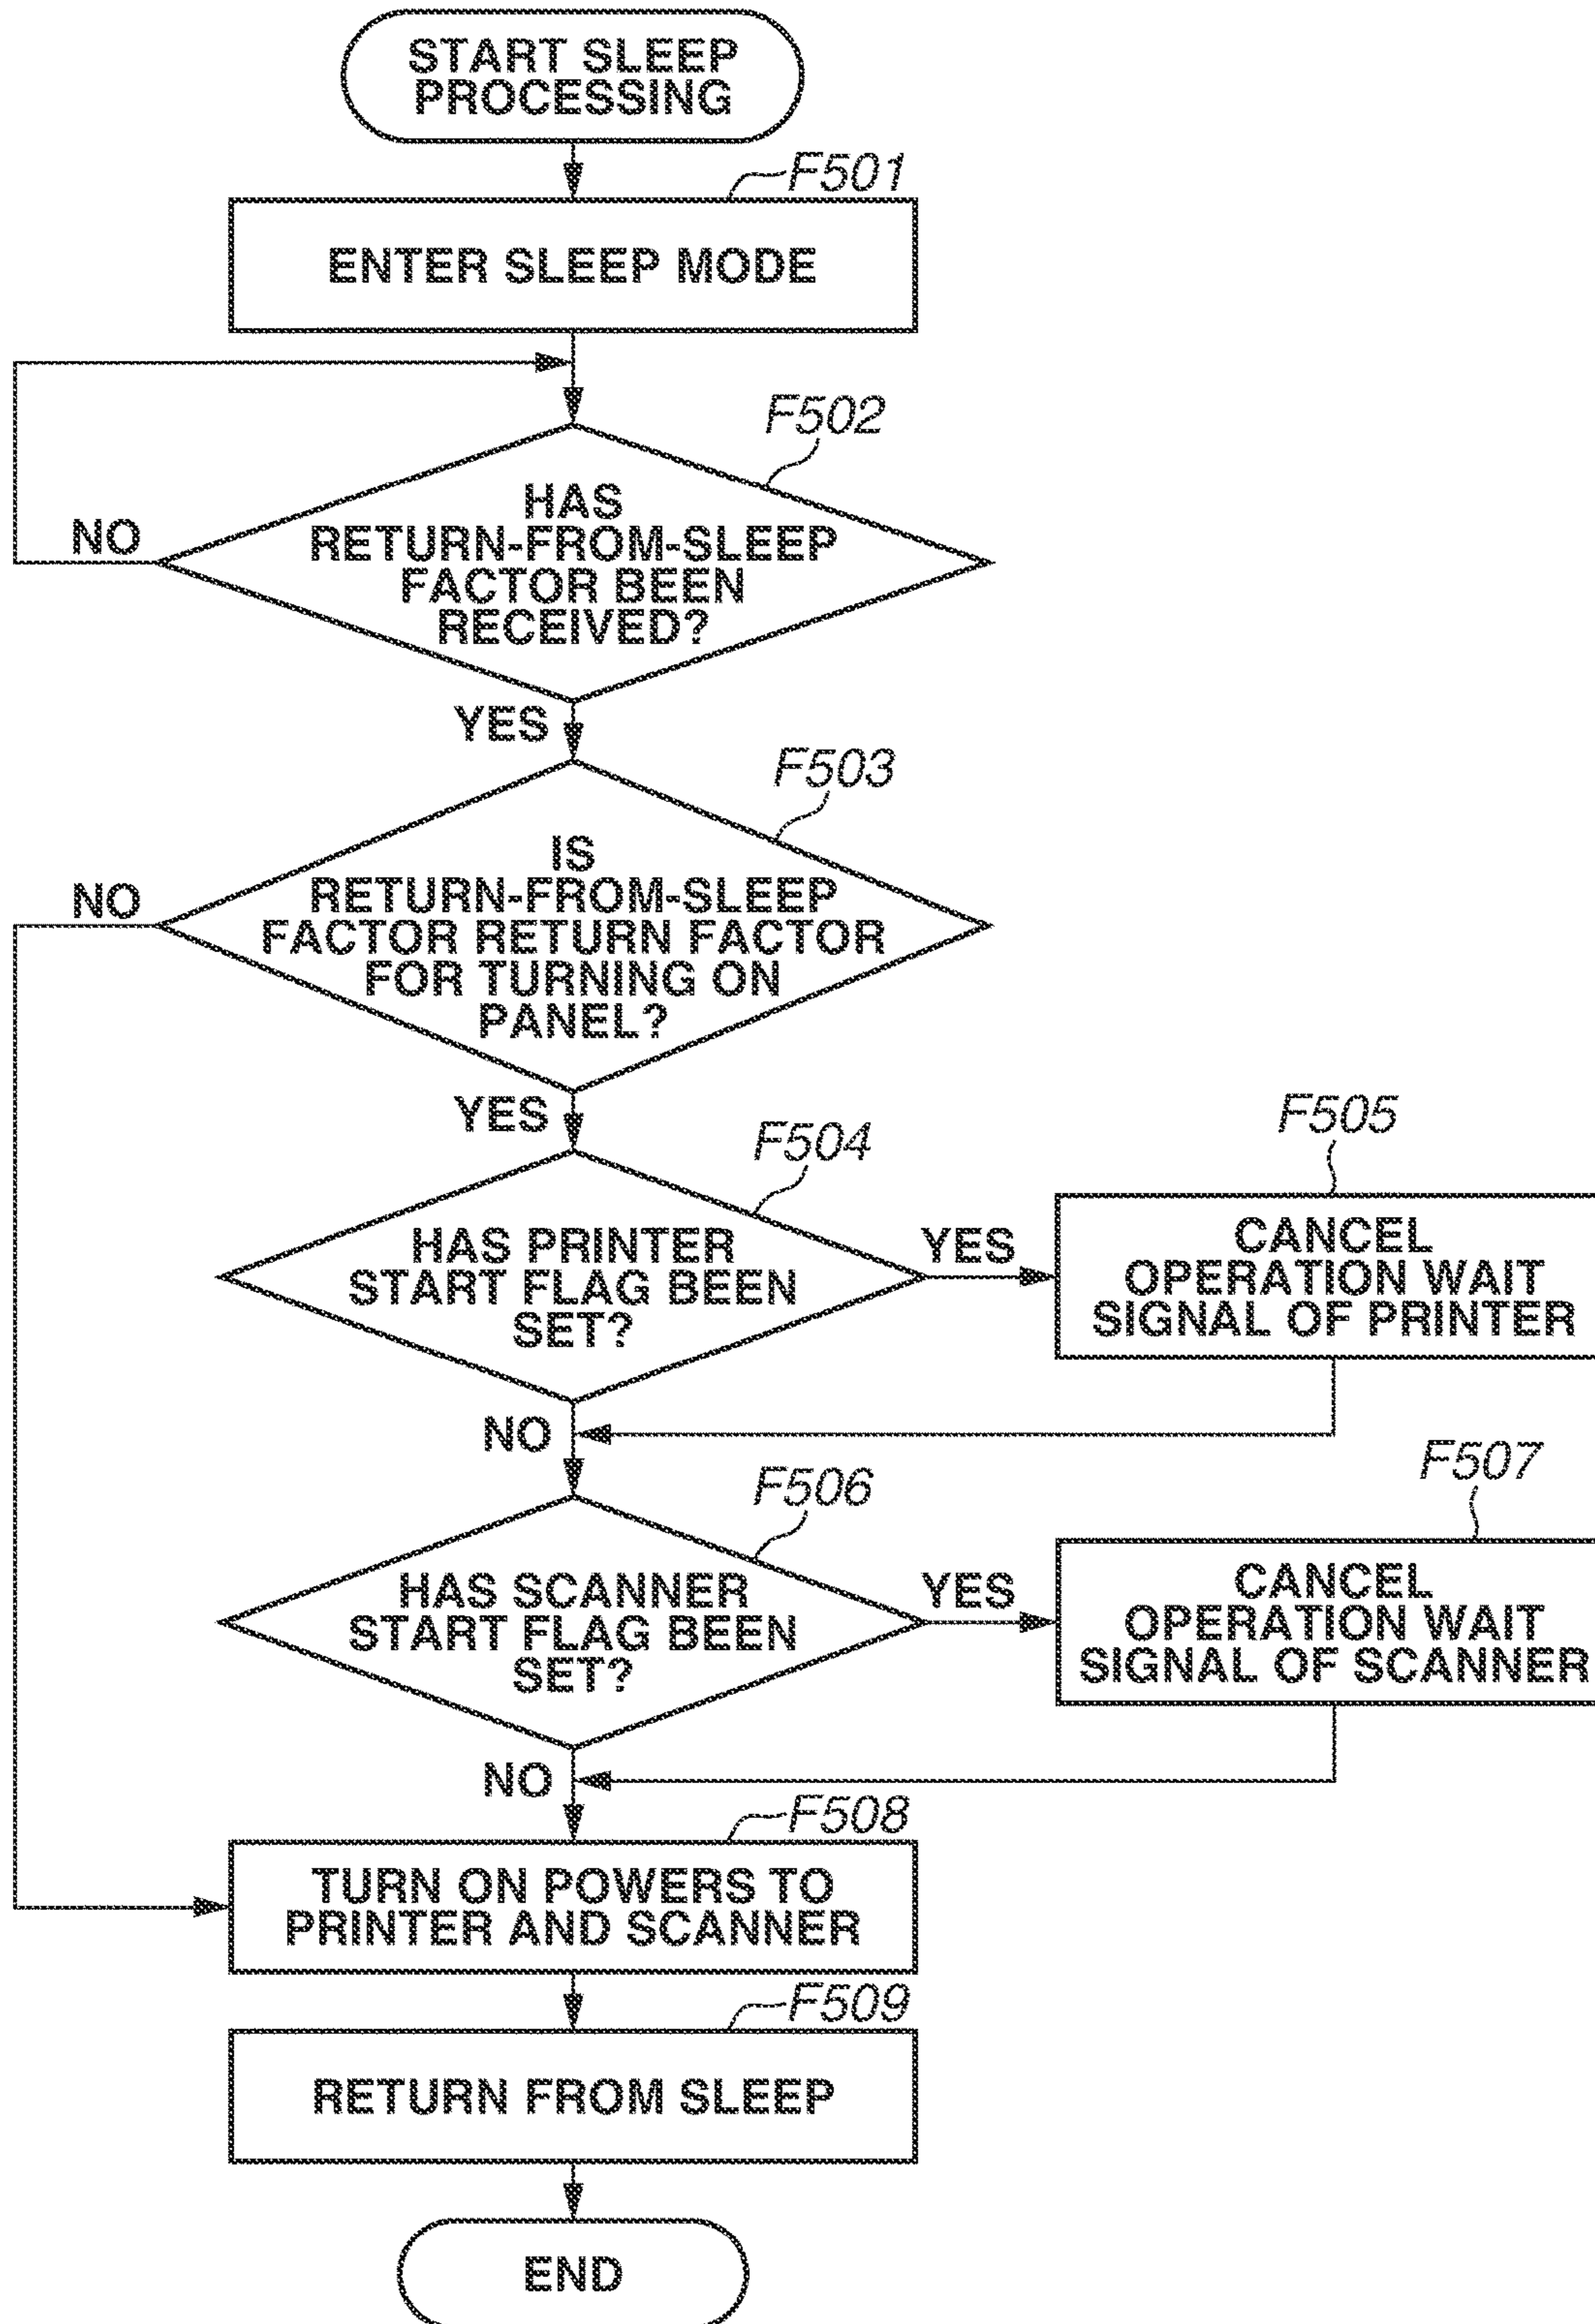 START SLEEP
PROCESSING
F501
ENTER SLEEP MODE
F502
HAS
RETURN-FROM-SLEEP
FACTOR BEEN
RECEIVED?
NO
YES
F503
IS
RETURN-FROM-SLEEP
FACTOR RETURN FACTOR
FOR TURNING ON
PANEL?
NO
YES
F504
HAS PRINTER
START FLAG BEEN
SET?
YES
F505
CANCEL
OPERATION WAIT
SIGNAL OF PRINTER
NO
F506
HAS SCANNER
START FLAG BEEN
SET?
YES
F507
CANCEL
OPERATION WAIT
SIGNAL OF SCANNER
NO
F508
TURN ON POWERS TO
PRINTER AND SCANNER
F509
RETURN FROM SLEEP
END